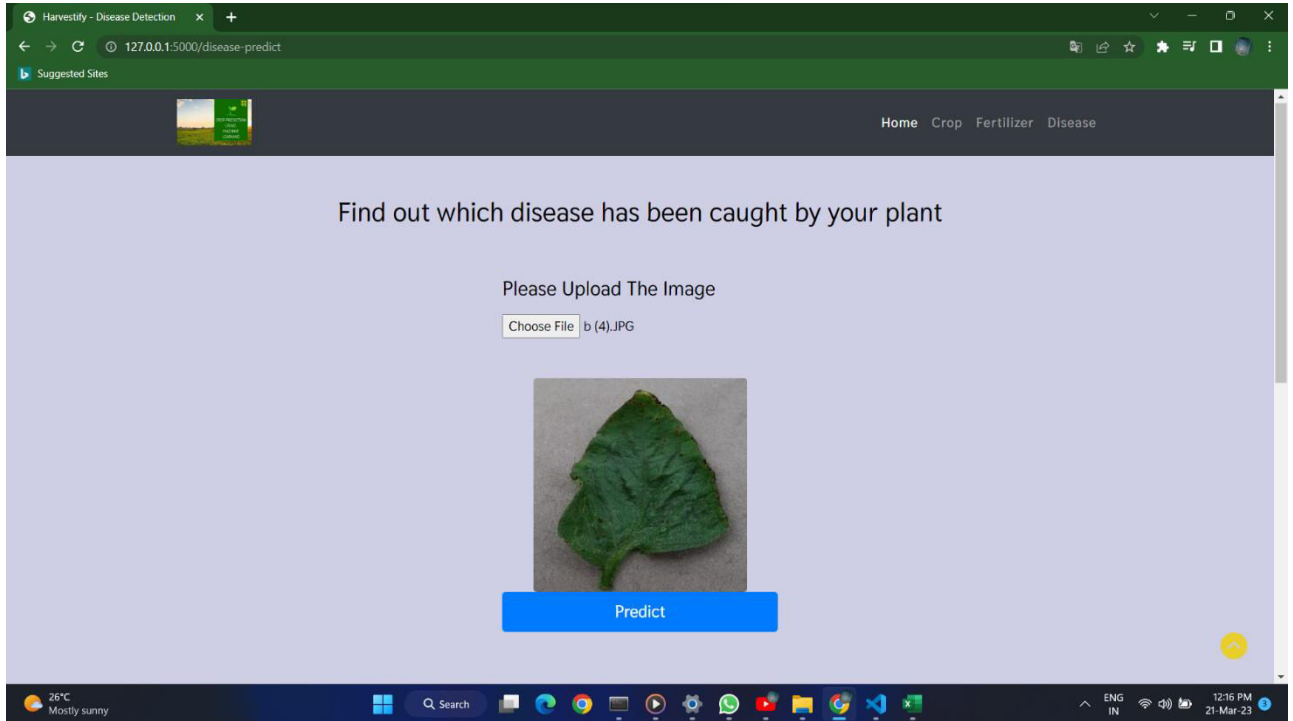 Harvestify - Disease Detection
127.0.0.1:5000/disease-predict
b Suggested Sites
Home Crop Fertilizer Disease
Find out which disease has been caught by your plant
Please Upload The Image
Choose File b (4).JPG
Predict
26°C
Mostly sunny
Search
ENG
IN
12:16 PM
21-Mar-23
3